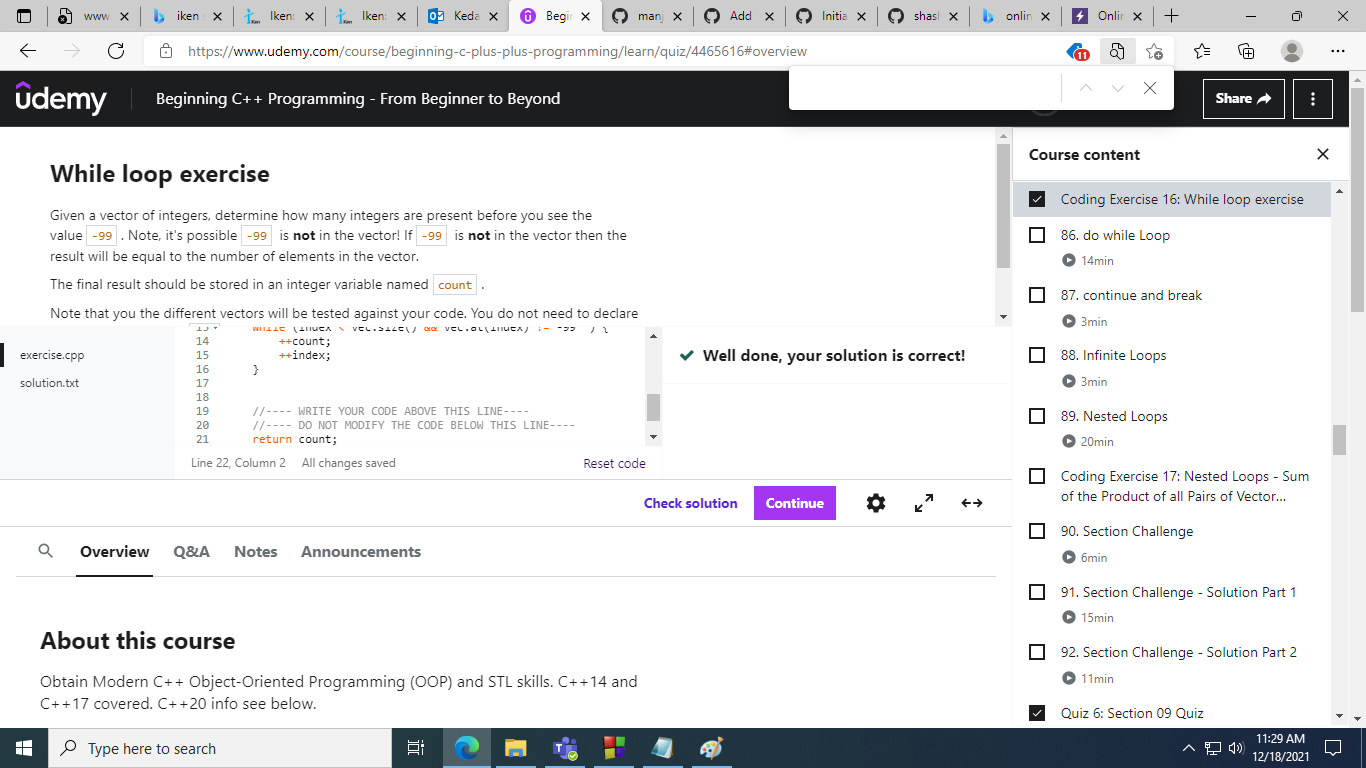 www
iken
Iken:
Iken:
Keda
Begin
manj
Add
Initia
shasl
onlin
Onlin
https://www.udemy.com/course/beginning-c-plus-plus-programming/learn/quiz/4465616#overview
11
udemy
Beginning C++ Programming - From Beginner to Beyond
Share
While loop exercise
Given a vector of integers, determine how many integers are present before you see the
value -99 . Note, it's possible -99 is not in the vector! If -99 is not in the vector then the
result will be equal to the number of elements in the vector.
The final result should be stored in an integer variable named count .
Note that you the different vectors will be tested against your code. You do not need to declare
exercise.cpp
solution.txt
13 while (index < vec.size() && vec.at(index) != -99 ) {
14 ++count;
15 ++index;
16 }
17
18
19 //---- WRITE YOUR CODE ABOVE THIS LINE----
20 //---- DO NOT MODIFY THE CODE BELOW THIS LINE----
21 return count;
Line 22, Column 2 All changes saved
Reset code
Well done, your solution is correct!
Check solution
Continue
Overview
Q&A
Notes
Announcements
About this course
Obtain Modern C++ Object-Oriented Programming (OOP) and STL skills. C++14 and
C++17 covered. C++20 info see below.
Course content
Coding Exercise 16: While loop exercise
86. do while Loop
14min
87. continue and break
3min
88. Infinite Loops
3min
89. Nested Loops
20min
Coding Exercise 17: Nested Loops - Sum
of the Product of all Pairs of Vector...
90. Section Challenge
6min
91. Section Challenge - Solution Part 1
15min
92. Section Challenge - Solution Part 2
11min
Quiz 6: Section 09 Quiz
Type here to search
11:29 AM
12/18/2021